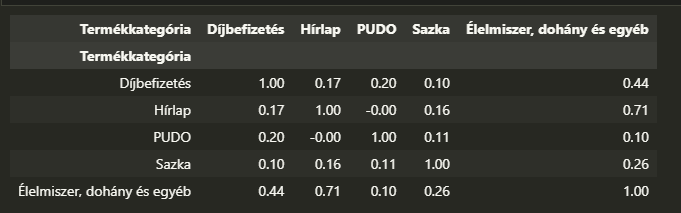 Termékkategória Díjbefizetés Hírlap PUDO Sazka Élelmiszer, dohány és egyéb
Termékkategória
Díjbefizetés 1.00 0.17 0.20 0.10 0.44
Hírlap 0.17 1.00 -0.00 0.16 0.71
PUDO 0.20 -0.00 1.00 0.11 0.10
Sazka 0.10 0.16 0.11 1.00 0.26
Élelmiszer, dohány és egyéb 0.44 0.71 0.10 0.26 1.00